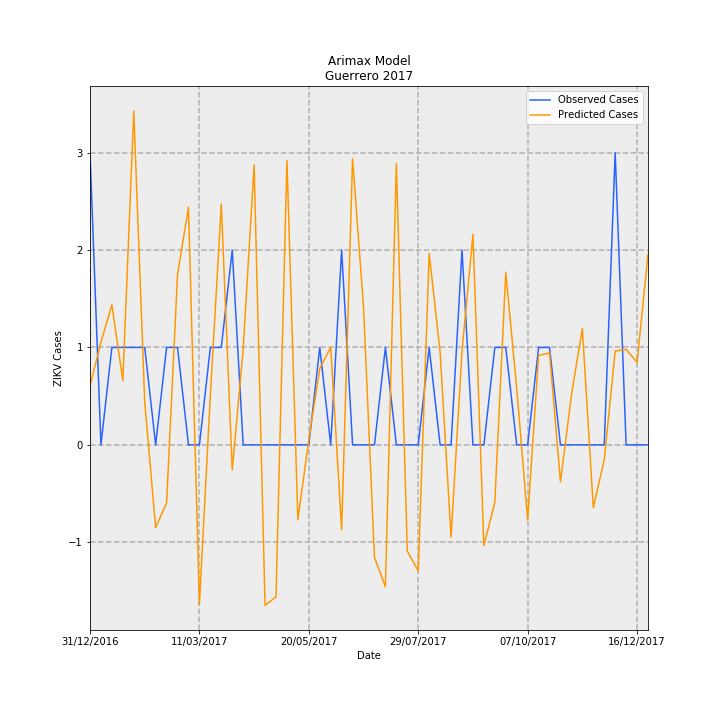 Arimax Model
Guerrero 2017
Observed Cases
Predicted Cases
ZIKV Cases
3
2
1
0
−1
31/12/2016
11/03/2017
20/05/2017
29/07/2017
07/10/2017
16/12/2017
Date